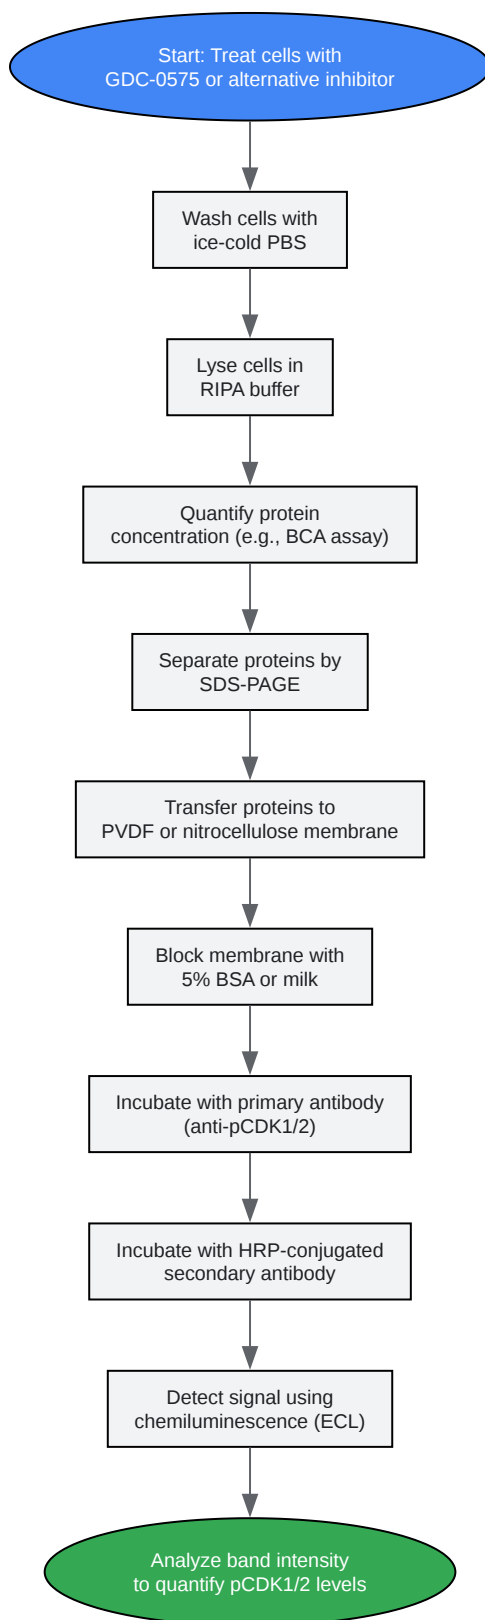 Start: Treat cells with
GDC-0575 or alternative inhibitor
Wash cells with
ice-cold PBS
Lyse cells in
RIPA buffer
Quantify protein
concentration (e.g., BCA assay)
Separate proteins by
SDS-PAGE
Transfer proteins to
PVDF or nitrocellulose membrane
Block membrane with
5% BSA or milk
Incubate with primary antibody
(anti-pCDK1/2)
Incubate with HRP-conjugated
secondary antibody
Detect signal using
chemiluminescence (ECL)
Analyze band intensity
to quantify pCDK1/2 levels